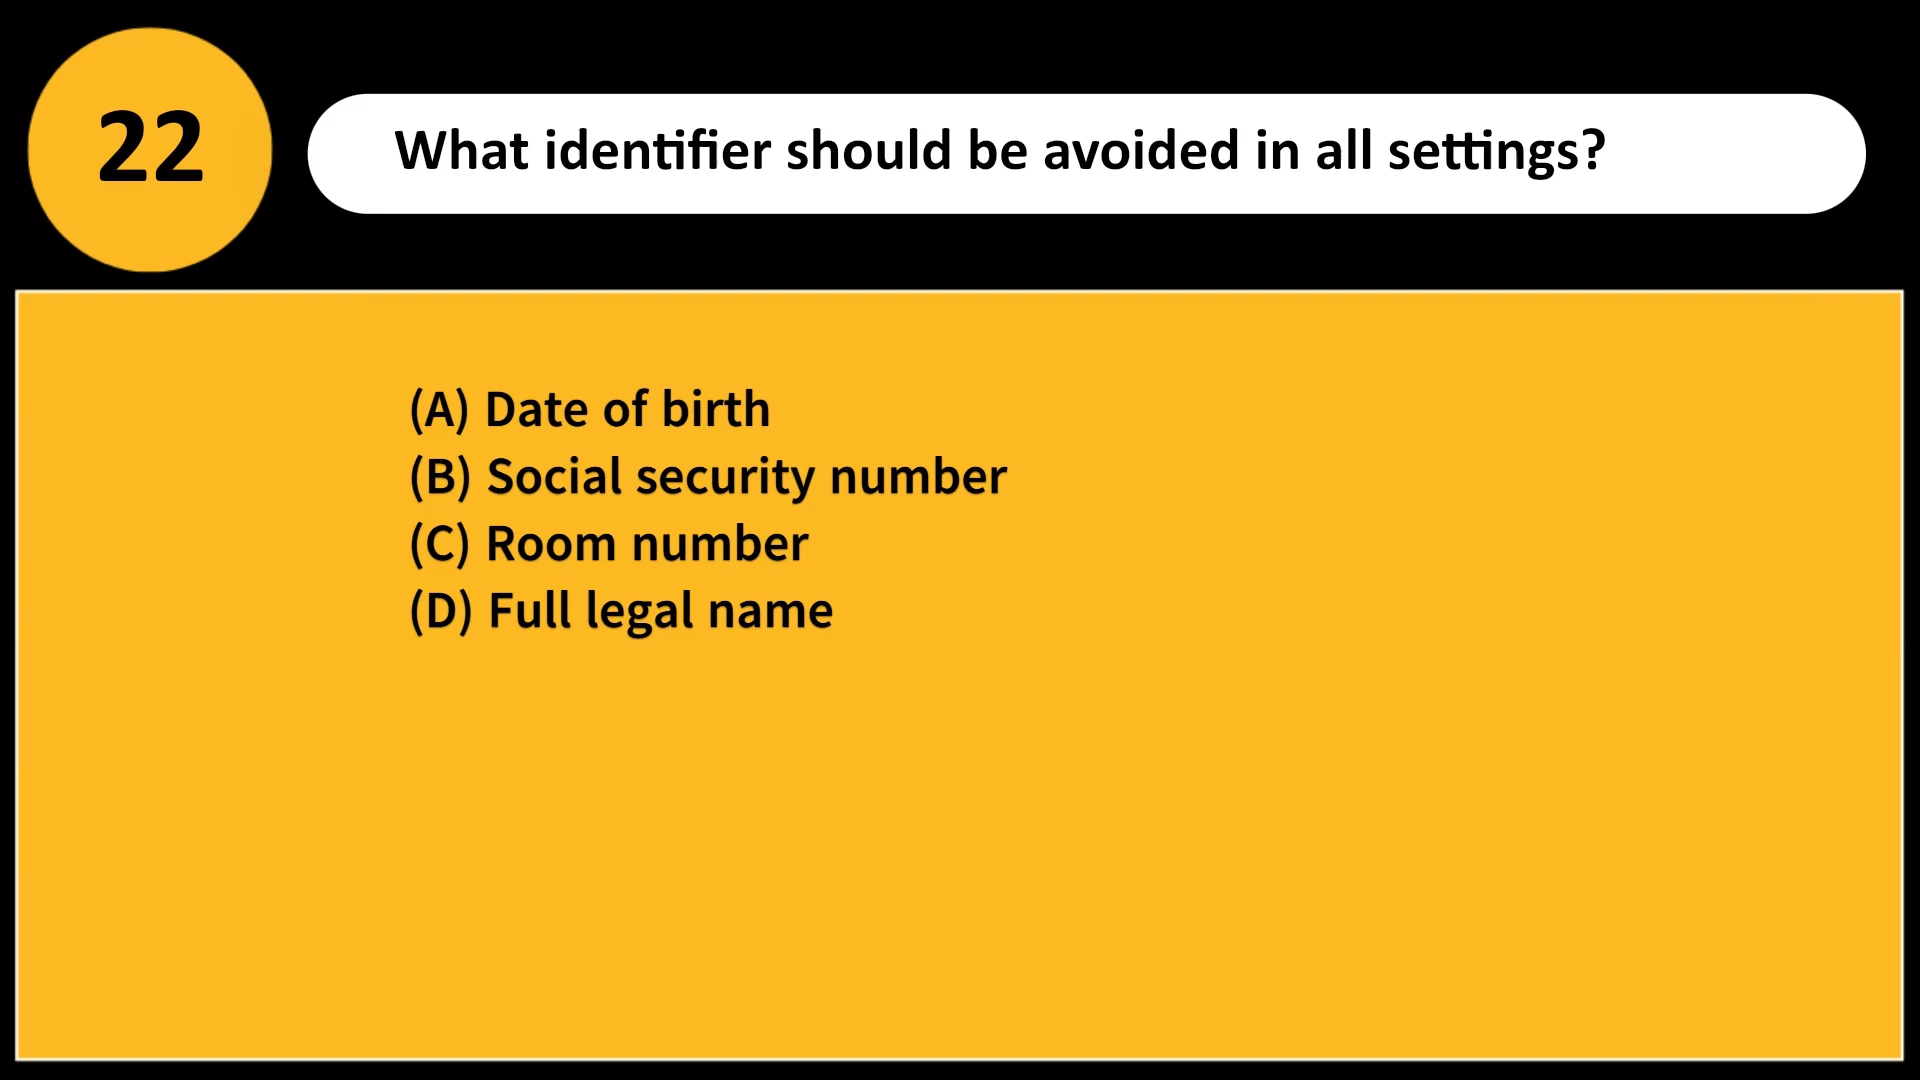 22
What identifier should be avoided in all settings?
(A) Date of birth
(B) Social security number
(C) Room number
(D) Full legal name